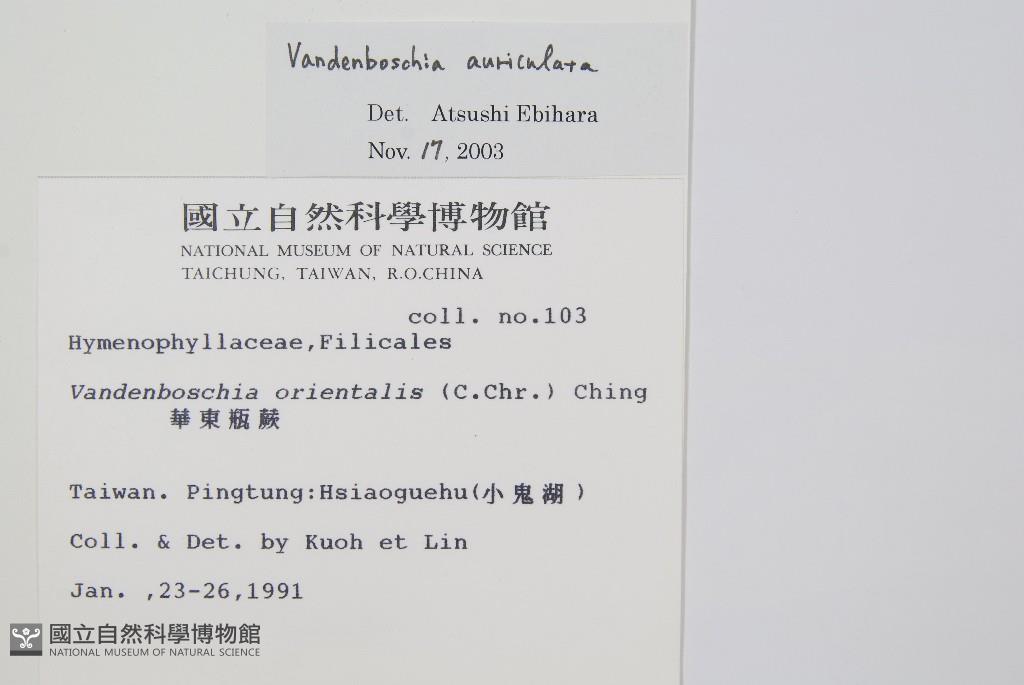 Vandenboschia auriculata
Det. Atsushi Ebihara
Nov. 17, 2003
國立自然科學博物館
NATIONAL MUSEUM OF NATURAL SCIENCE
TAICHUNG, TAIWAN, R.O.CHINA
coll. no.103
Hymenophyllaceae,Filicales
Vandenboschia orientalis (C.Chr.) Ching
華東瓶蕨
Taiwan. Pingtung:Hsiaoguehu(小鬼湖)
Coll. & Det. by Kuoh et Lin
Jan. ,23-26,1991
國立自然科學博物館
NATIONAL MUSEUM OF NATURAL SCIENCE